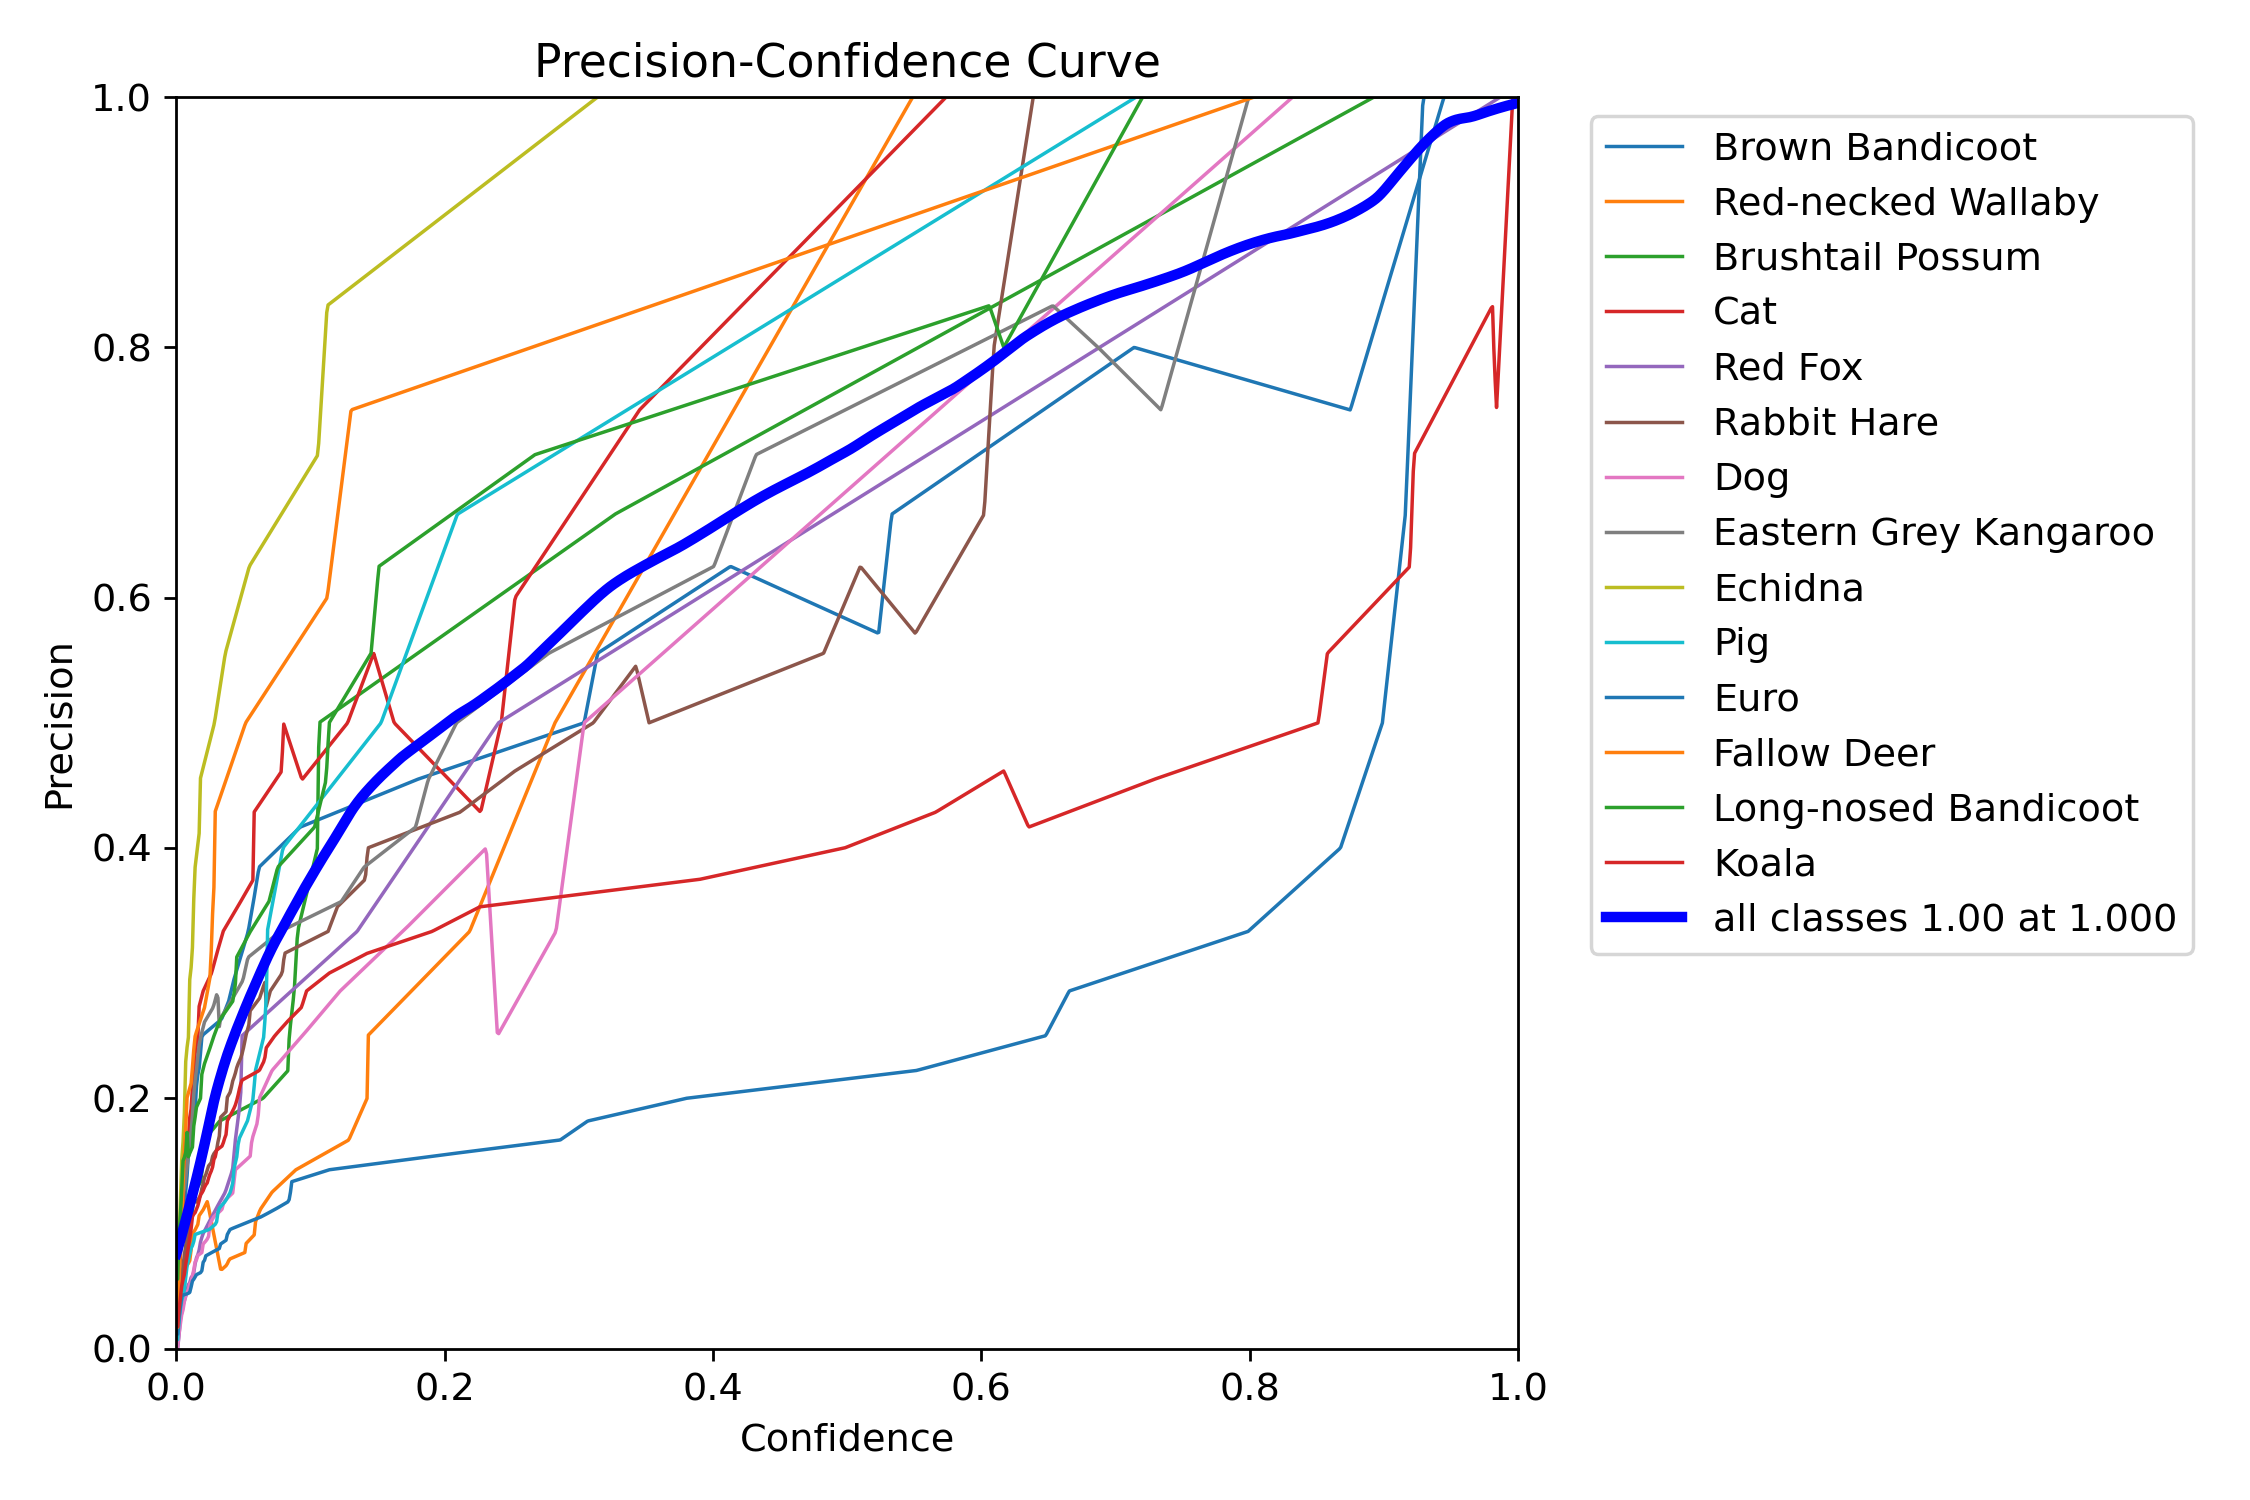 Precision-Confidence Curve
1.0
0.8
0.6
0.4
0.2
0.0
Precision
0.0 0.2 0.4 0.6 0.8 1.0
Confidence
Brown Bandicoot
Red-necked Wallaby
Brushtail Possum
Cat
Red Fox
Rabbit Hare
Dog
Eastern Grey Kangaroo
Echidna
Pig
Euro
Fallow Deer
Long-nosed Bandicoot
Koala
all classes 1.00 at 1.000